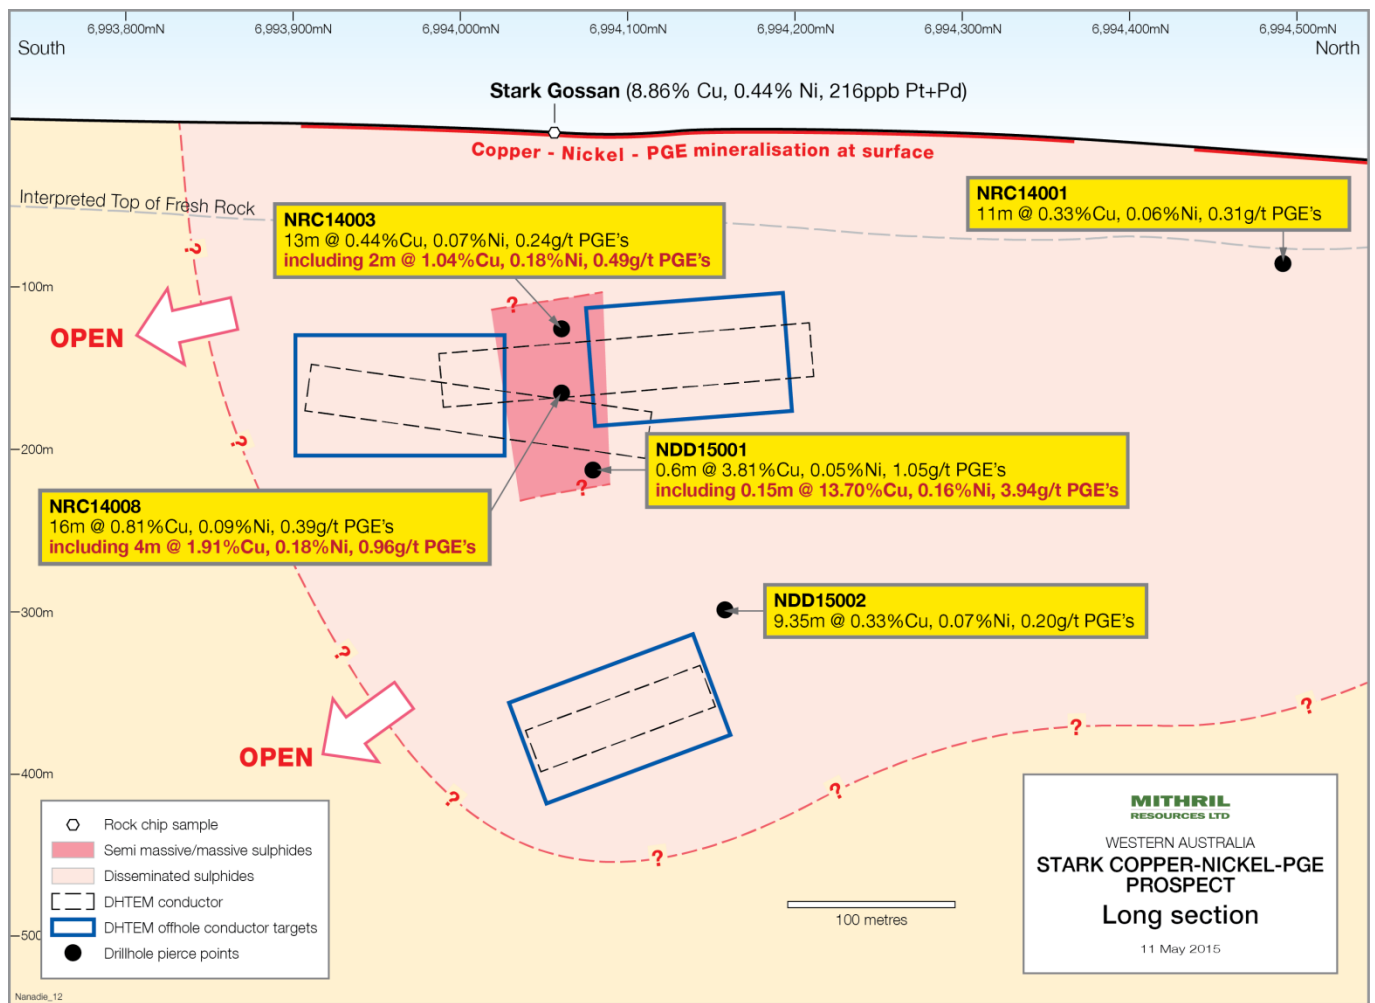 6,993,800mN 6,993,900mN 6,994,000mN 6,994,100mN 6,994,200mN 6,994,300mN 6,994,400mN 6,994,500mN
South North
Stark Gossan (8.86% Cu, 0.44% Ni, 216ppb Pt+Pd)
Copper - Nickel - PGE mineralisation at surface
Interpreted Top of Fresh Rock
NRC14001
11m @ 0.33%Cu, 0.06%Ni, 0.31g/t PGE's
NRC14003
13m @ 0.44%Cu, 0.07%Ni, 0.24g/t PGE's
including 2m @ 1.04%Cu, 0.18%Ni, 0.49g/t PGE's
?
100m
?
OPEN
?
200m
NDD15001
0.6m @ 3.81%Cu, 0.05%Ni, 1.05g/t PGE's
including 0.15m @ 13.70%Cu, 0.16%Ni, 3.94g/t PGE's
?
NRC14008
16m @ 0.81%Cu, 0.09%Ni, 0.39g/t PGE's
including 4m @ 1.91%Cu, 0.18%Ni, 0.96g/t PGE's
NDD15002
9.35m @ 0.33%Cu, 0.07%Ni, 0.20g/t PGE's
300m
?
?
?
OPEN
400m
?
?
?
Rock chip sample
Semi massive/massive sulphides
Disseminated sulphides
DHTEM conductor
DHTEM offhole conductor targets
Drillhole pierce points
500
100 metres
MITHRIL
RESOURCES LTD
WESTERN AUSTRALIA
STARK COPPER-NICKEL-PGE
PROSPECT
Long section
11 May 2015
Nanadie_12